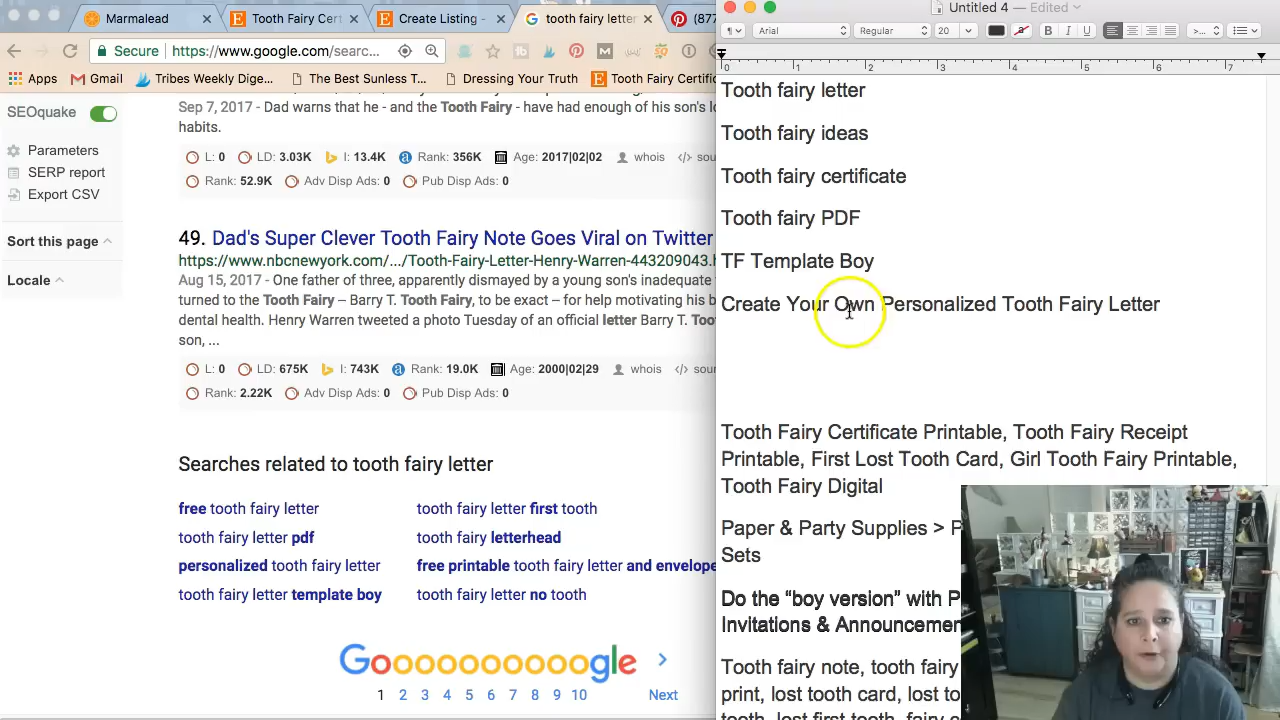 Marmalead
Tooth Fairy Cert
Create Listing -
tooth fairy letter
(877
Untitled 4 — Edited
Secure
https://www.google.com/searc...
Arial
Regular
20
B I U
Apps
Gmail
Tribes Weekly Dige...
The Best Sunless T...
Dressing Your Truth
Tooth Fairy Certific
0 1 2 3 4 5 6 7
SEOquake
Parameters
SERP report
Export CSV
Sort this page
Locale
Sep 7, 2017 - Dad warns that he - and the Tooth Fairy - have had enough of his son's
habits.
L: 0 LD: 3.03K I: 13.4K Rank: 356K Age: 2017|02|02 whois
Rank: 52.9K Adv Disp Ads: 0 Pub Disp Ads: 0
49. Dad's Super Clever Tooth Fairy Note Goes Viral on Twitter
https://www.nbcnewyork.com/.../Tooth-Fairy-Letter-Henry-Warren-443209043.h
Aug 15, 2017 - One father of three, apparently dismayed by a young son's inadequate
turned to the Tooth Fairy – Barry T. Tooth Fairy, to be exact – for help motivating his
dental health. Henry Warren tweeted a photo Tuesday of an official letter Barry T. Too
son, ...
L: 0 LD: 675K I: 743K Rank: 19.0K Age: 2000|02|29 whois
Rank: 2.22K Adv Disp Ads: 0 Pub Disp Ads: 0
Searches related to tooth fairy letter
free tooth fairy letter
tooth fairy letter first tooth
tooth fairy letter pdf
tooth fairy letterhead
personalized tooth fairy letter
free printable tooth fairy letter and envelope
tooth fairy letter template boy
tooth fairy letter no tooth
Goooooooooogle
1 2 3 4 5 6 7 8 9 10 Next
Tooth fairy letter
Tooth fairy ideas
Tooth fairy certificate
Tooth fairy PDF
TF Template Boy
Create Your Own Personalized Tooth Fairy Letter
Tooth Fairy Certificate Printable, Tooth Fairy Receipt
Printable, First Lost Tooth Card, Girl Tooth Fairy Printable,
Tooth Fairy Digital
Paper & Party Supplies > P
Sets
Do the “boy version” with P
Invitations & Announcemen
Tooth fairy note, tooth fairy
print, lost tooth card, lost to
tooth, lost first tooth, fairy